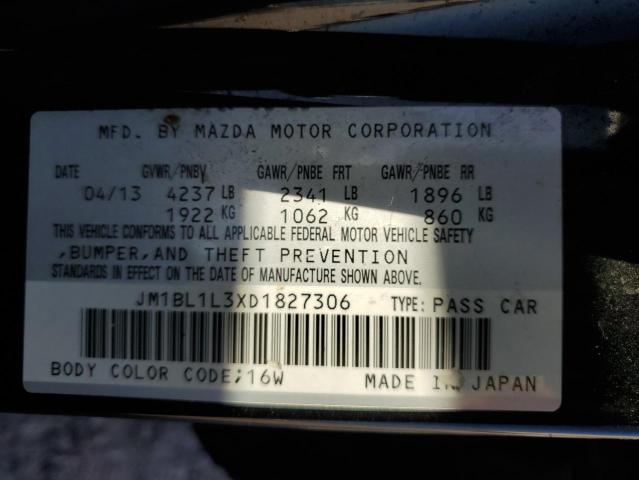 MFD. BY MAZDA MOTOR CORPORATION
DATE GVWR/PNBV GAWR/PNBE FRT GAWR/PNBE RR
04/13 4237 LB 2341 LB 1896 LB
1922 KG 1062 KG 860 KG
THIS VEHICLE CONFORMS TO ALL APPLICABLE FEDERAL MOTOR VEHICLE SAFETY
,BUMPER,AND THEFT PREVENTION
STANDARDS IN EFFECT ON THE DATE OF MANUFACTURE SHOWN ABOVE.
JM1BL1L3XD1827306 TYPE: PASS CAR
BODY COLOR CODE;16W MADE IN JAPAN